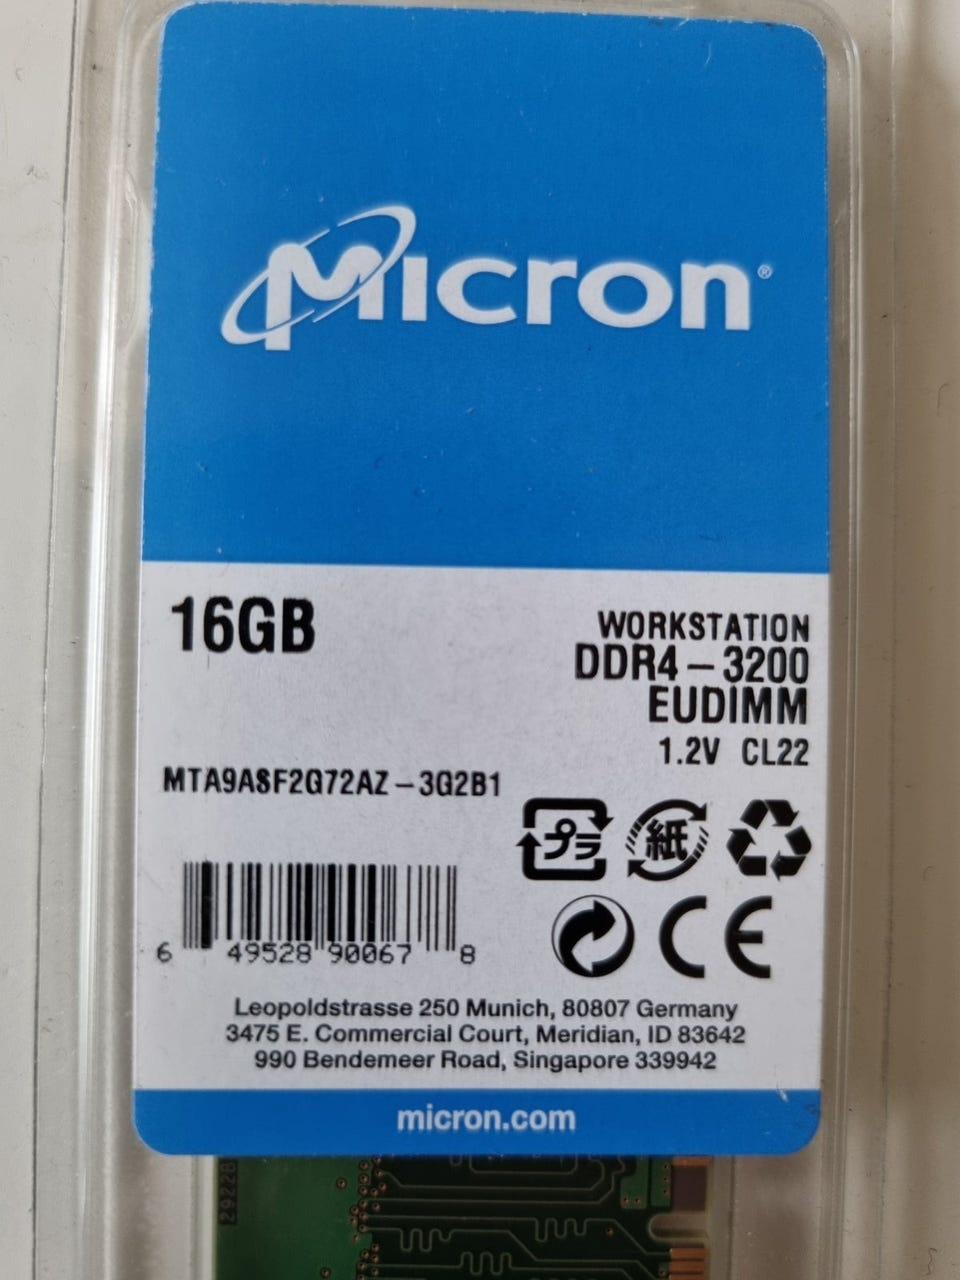 Micron®
16GB
WORKSTATION
DDR4-3200
EUDIMM
1.2V CL22
MTA9ASF2G72AZ-3G2B1
プラ
紙
6 49528 90067 8
CE
Leopoldstrasse 250 Munich, 80807 Germany
3475 E. Commercial Court, Meridian, ID 83642
990 Bendemeer Road, Singapore 339942
micron.com